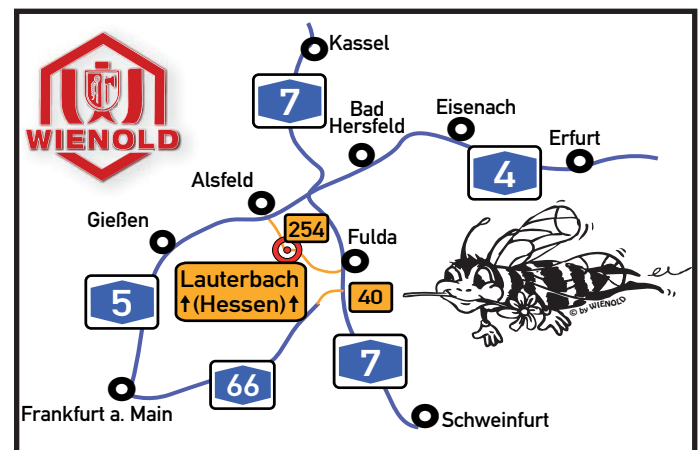 WIENOLD
Kassel
7
Bad
Hersfeld
Eisenach
Erfurt
4
Alsfeld
Gießen
254
Fulda
Lauterbach
↑(Hessen)↑
40
5
© by WIENOLD
7
66
Frankfurt a. Main
Schweinfurt